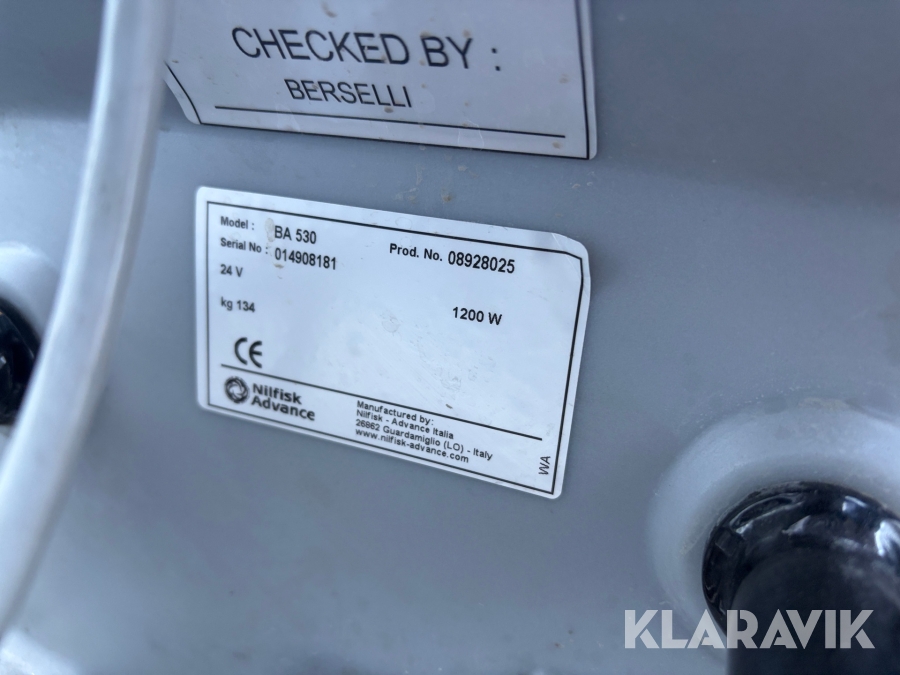 CHECKED BY :
BERSELLI
Model : BA 530
Serial No : 014908181 Prod. No. 08928025
24 V
kg 134 1200 W
CE
Nilfisk
Advance
Manufactured by:
Nilfisk - Advance Italia
26862 Guardamiglio (LO) - Italy
www.nilfisk-advance.com
WA
KLARAVIK